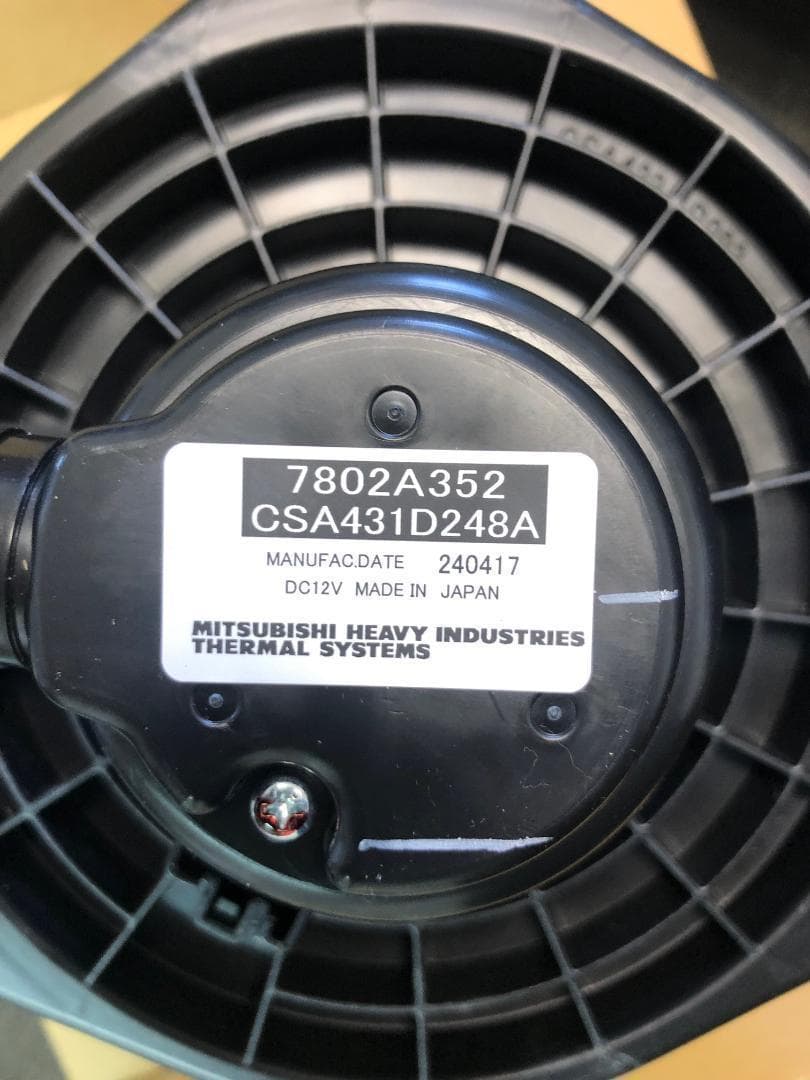 7802A352
CSA431D248A
MANUFAC.DATE 240417
DC12V MADE IN JAPAN
MITSUBISHI HEAVY INDUSTRIES
THERMAL SYSTEMS